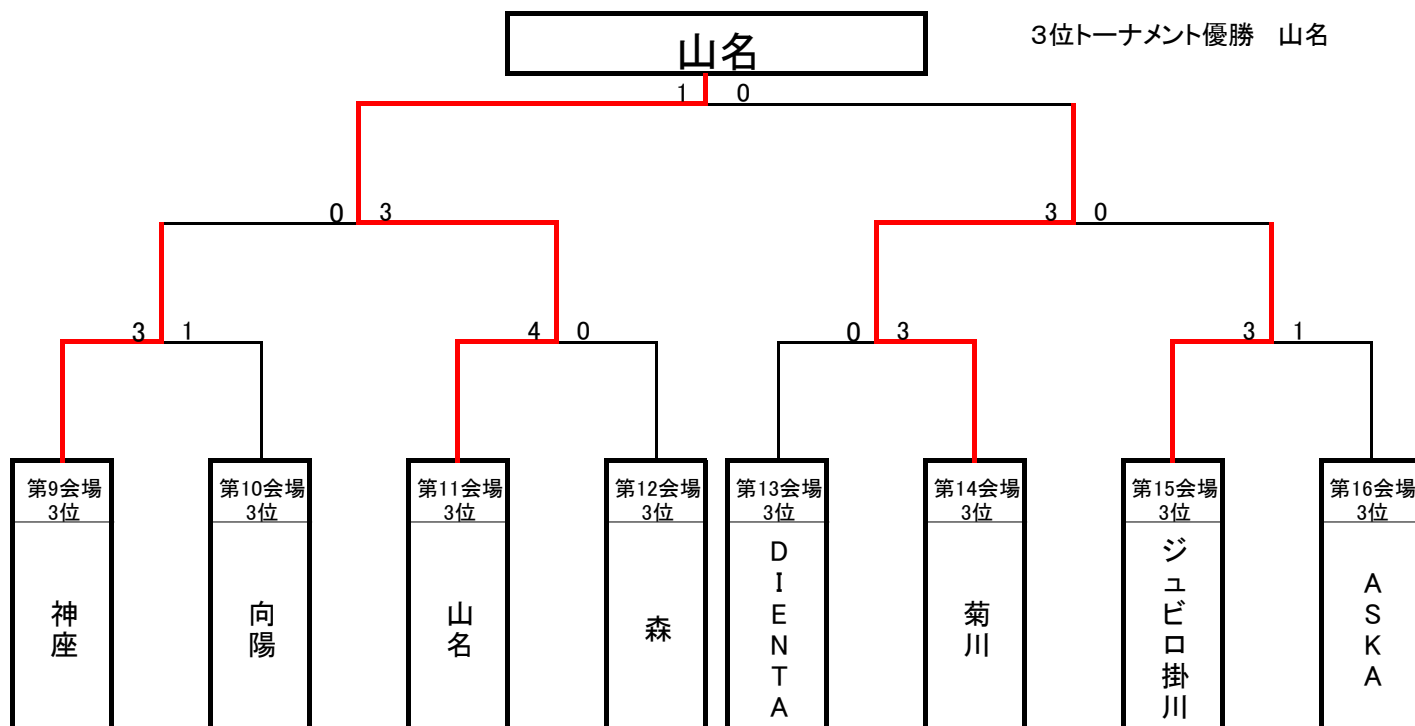 山名
３位トーナメント優勝　山名
1 0
0 3
3 0
3 1
4 0
0 3
3 1
第9会場
3位
神座
第10会場
3位
向陽
第11会場
3位
山名
第12会場
3位
森
第13会場
3位
DIENTA
第14会場
3位
菊川
第15会場
3位
ジュビロ掛川
第16会場
3位
ASKA